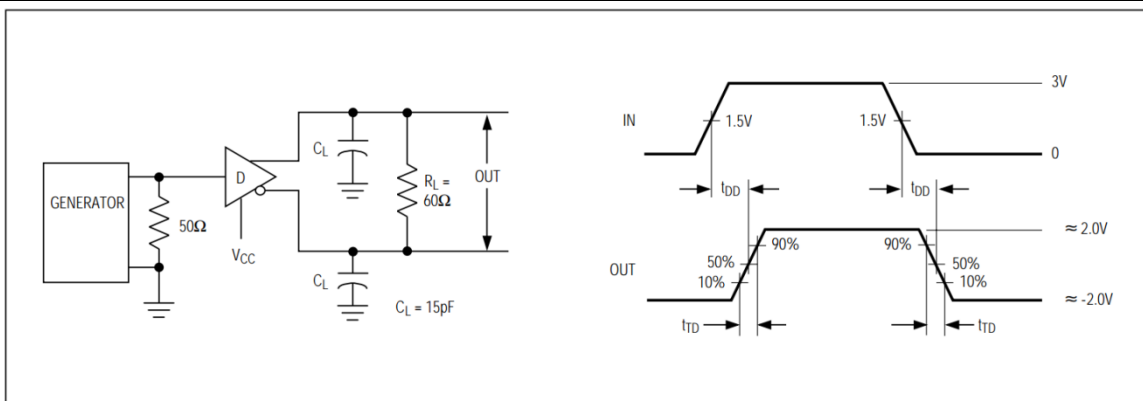 GENERATOR
50Ω
D
VCC
CL
CL
RL =
60Ω
OUT
CL = 15pF
IN
1.5V
1.5V
3V
0
tDD
tDD
OUT
90%
50%
10%
90%
50%
10%
≈ 2.0V
≈ -2.0V
tTD
tTD